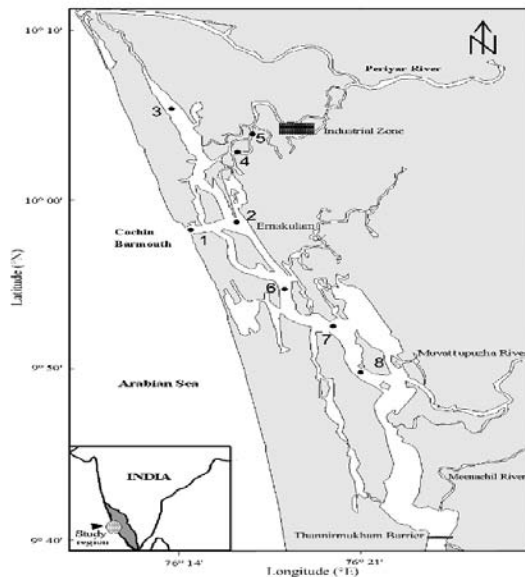 10° 10'
N
Periyar River
3
5
Industrial Zone
4
10° 00'
2
Ernakulam
Cochin
Barmouth
1
Latitude (°N)
6
7
8
Muvattupuzha River
9° 50'
Arabian Sea
INDIA
Study
region
Meenachil River
Thannirmukham Barrier
9° 40'
76° 14'
76° 21'
Longitude (°E)